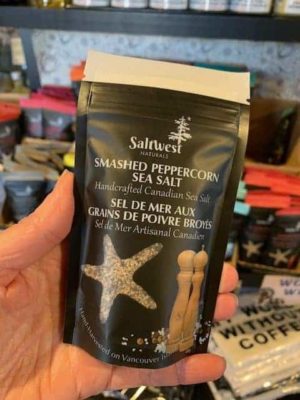 Saltwest
NATURALS
SMASHED PEPPERCORN
SEA SALT
Handcrafted Canadian Sea Salt
SEL DE MER AUX
GRAINS DE POIVRE BROYÉS
Sel de Mer Artisanal Canadien
Hand Harvested on Vancouver
WITHOUT
COFFEE